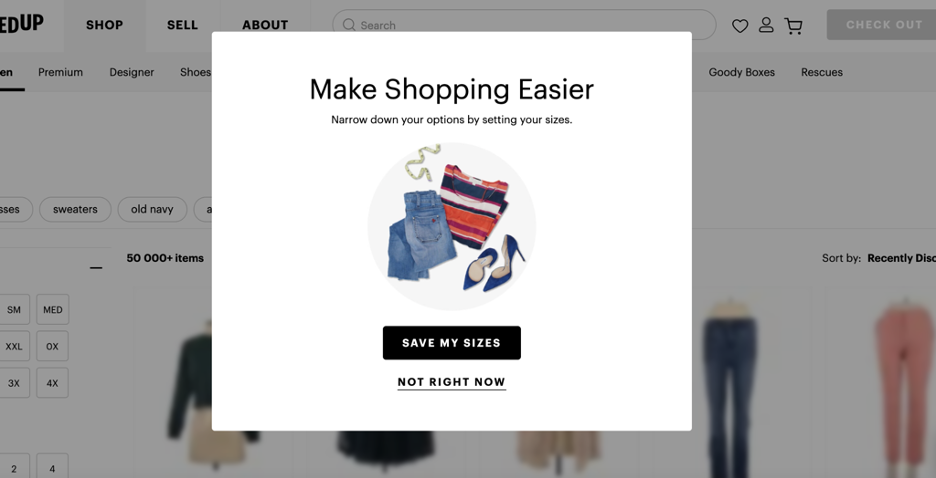 EDUP SHOP SELL ABOUT Search CHECK OUT
en Premium Designer Shoes Goody Boxes Rescues
Make Shopping Easier
Narrow down your options by setting your sizes.
sses sweaters old navy a
50 000+ items Sort by: Recently Disc
SM MED
XXL 0X
3X 4X
2 4
SAVE MY SIZES
NOT RIGHT NOW